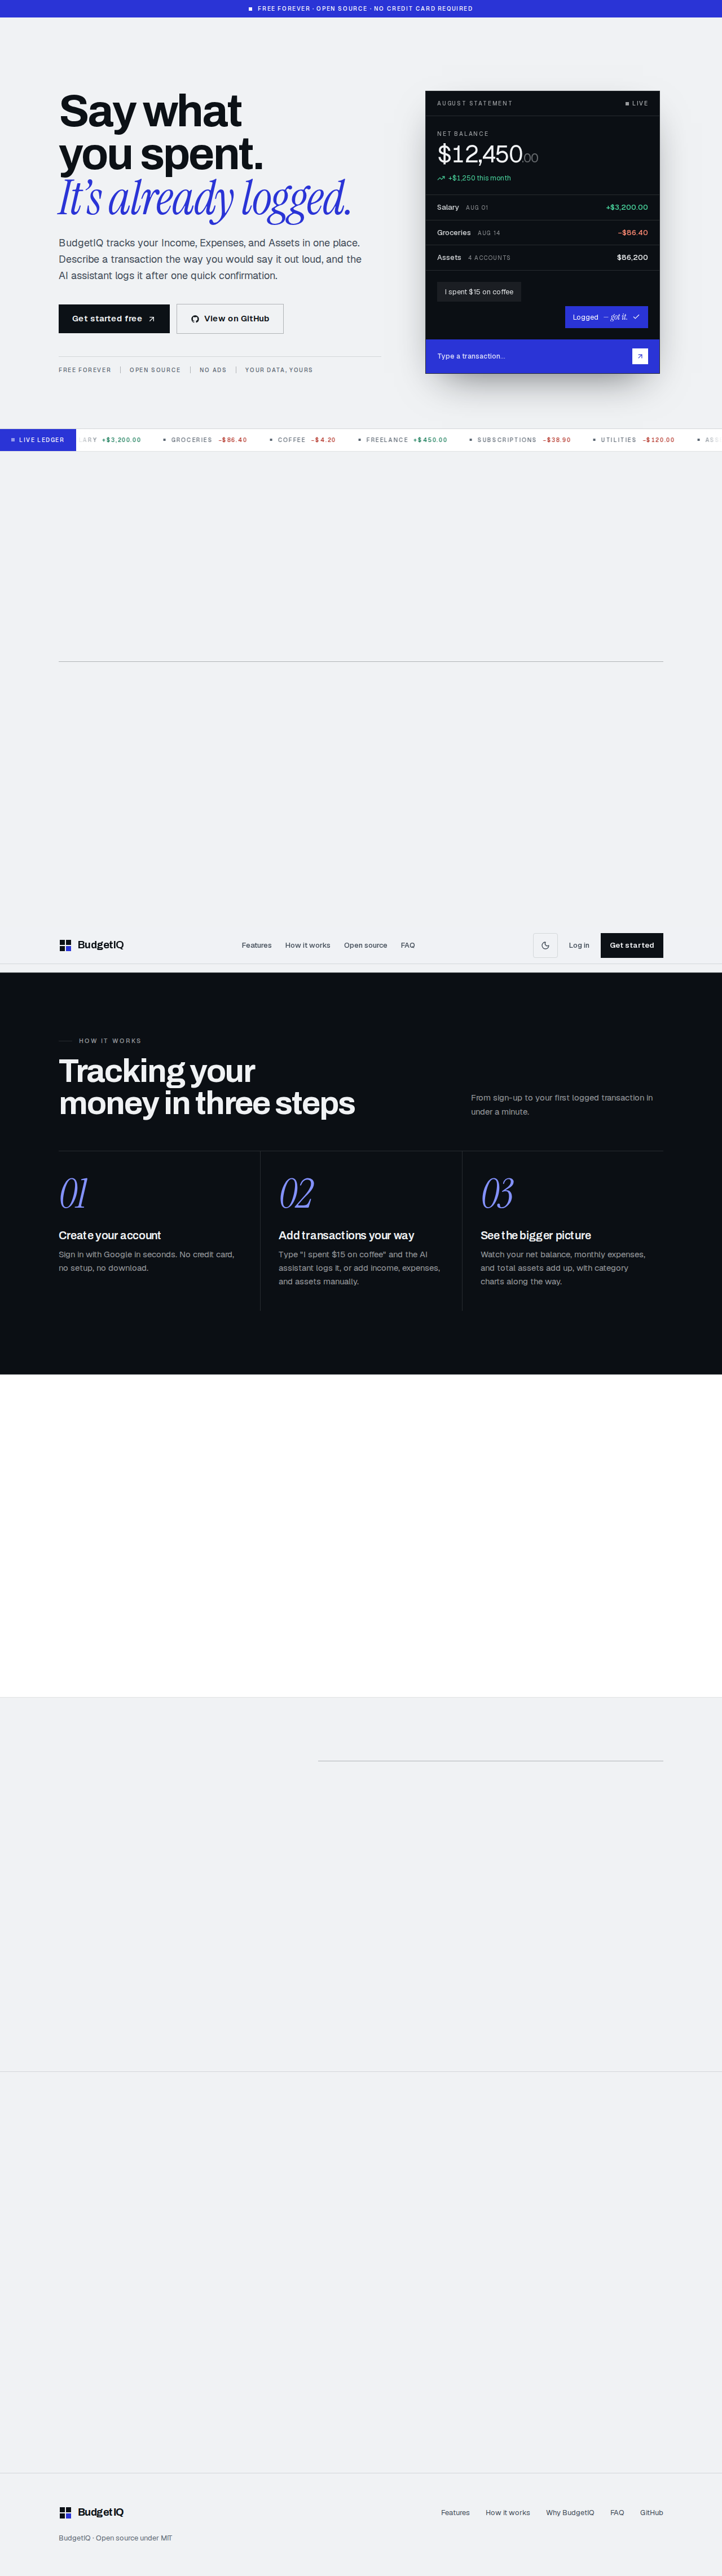 FREE FOREVER · OPEN SOURCE · NO CREDIT CARD REQUIRED
Say what
you spent.
It's already logged.
BudgetIQ tracks your Income, Expenses, and Assets in one place.
Describe a transaction the way you would say it out loud, and the
AI assistant logs it after one quick confirmation.
Get started free
View on GitHub
FREE FOREVER
OPEN SOURCE
NO ADS
YOUR DATA, YOURS
AUGUST STATEMENT
LIVE
NET BALANCE
$12,450.00
+$1,250 this month
Salary AUG 01 +$3,200.00
Groceries AUG 14 −$86.40
Assets 4 ACCOUNTS $86,200
I spent $15 on coffee
Logged — got it.
Type a transaction...
LIVE LEDGER
ARY +$3,200.00
GROCERIES −$86.40
COFFEE −$4.20
FREELANCE +$450.00
SUBSCRIPTIONS −$38.90
UTILITIES −$120.00
BudgetIQ
Features
How it works
Open source
FAQ
Log in
Get started
HOW IT WORKS
Tracking your
money in three steps
From sign-up to your first logged transaction in
under a minute.
01
Create your account
Sign in with Google in seconds. No credit card,
no setup, no download.
02
Add transactions your way
Type "I spent $15 on coffee" and the AI
assistant logs it, or add income, expenses,
and assets manually.
03
See the bigger picture
Watch your net balance, monthly expenses,
and total assets add up, with category
charts along the way.
BudgetIQ
Features
How it works
Why BudgetIQ
FAQ
GitHub
BudgetIQ · Open source under MIT